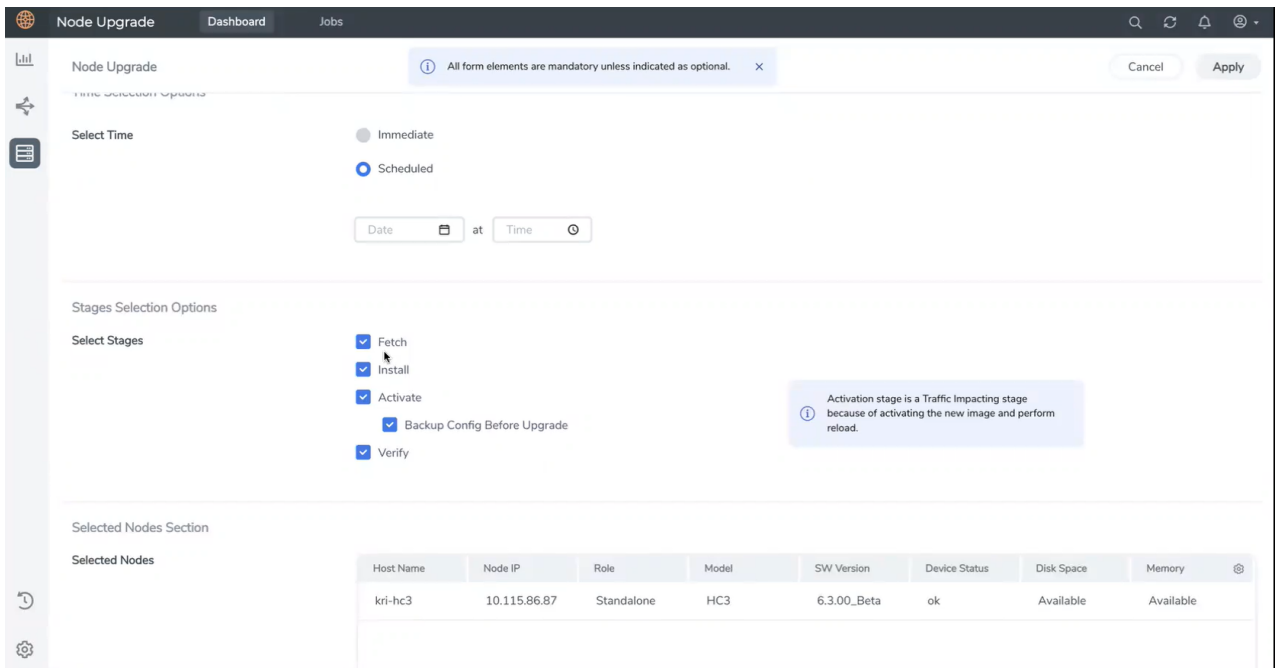 Node Upgrade Dashboard Jobs
Node Upgrade
All form elements are mandatory unless indicated as optional.
Cancel Apply
Time Selection Options
Select Time
Immediate
Scheduled
Date at Time
Stages Selection Options
Select Stages
Fetch
Install
Activate
Backup Config Before Upgrade
Verify
Activation stage is a Traffic Impacting stage
because of activating the new image and perform
reload.
Selected Nodes Section
Selected Nodes
Host Name Node IP Role Model SW Version Device Status Disk Space Memory
kri-hc3 10.115.86.87 Standalone HC3 6.3.00_Beta ok Available Available